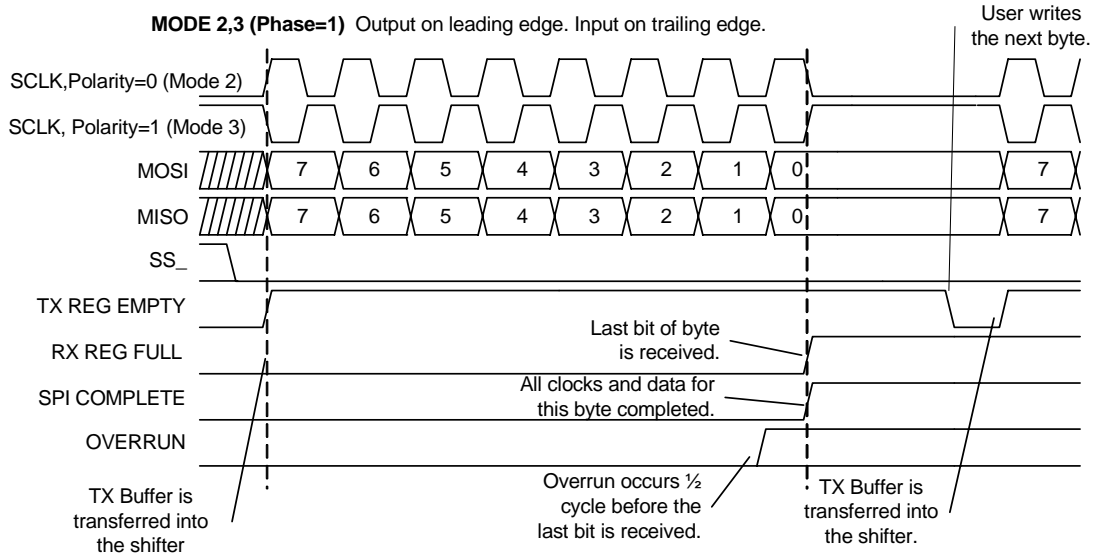 MODE 2,3 (Phase=1) Output on leading edge. Input on trailing edge.
User writes
the next byte.
SCLK,Polarity=0 (Mode 2)
SCLK, Polarity=1 (Mode 3)
MOSI 7 6 5 4 3 2 1 0 7
MISO 7 6 5 4 3 2 1 0 7
SS_
TX REG EMPTY
Last bit of byte
is received.
RX REG FULL
All clocks and data for
this byte completed.
SPI COMPLETE
OVERRUN
TX Buffer is
transferred into
the shifter
Overrun occurs ½
cycle before the
last bit is received.
TX Buffer is
transferred into
the shifter.